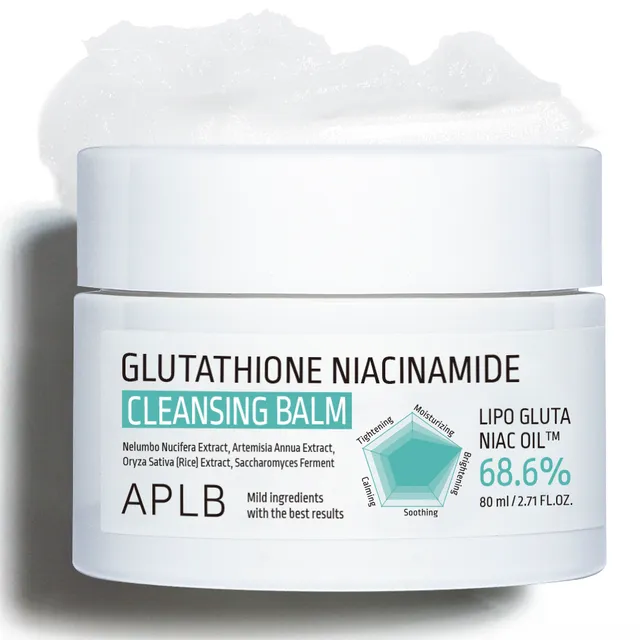 GLUTATHIONE NIACINAMIDE
CLEANSING BALM
Nelumbo Nucifera Extract, Artemisia Annua Extract,
Oryza Sativa (Rice) Extract, Saccharomyces Ferment
APLB
Mild ingredients
with the best results
Tightening
Moisturizing
Brightening
Soothing
Calming
LIPO GLUTA
NIAC OIL™
68.6%
80 ml / 2.71 FL.OZ.